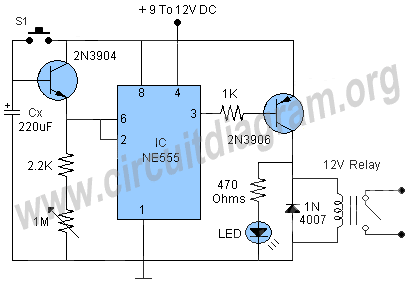 + 9 To 12V DC
S1
2N3904
8
4
1K
+
Cx
220uF
6
2
3
IC
NE555
2N3906
12V Relay
2.2K
470
Ohms
1N
4007
1M
1
LED
www.circuitdiagram.org